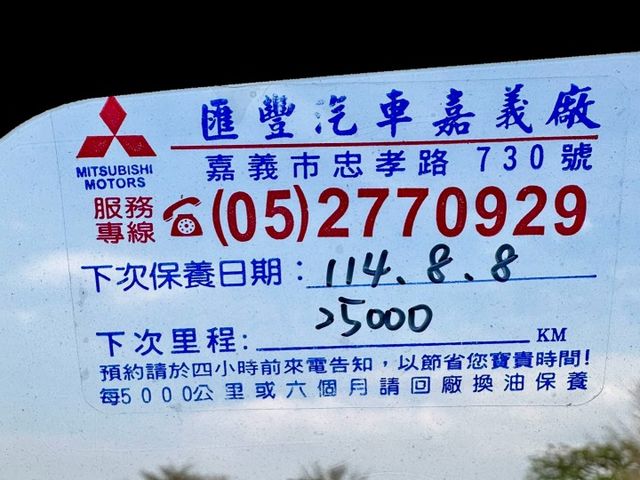 匯豐汽車嘉義廠
MITSUBISHI
MOTORS
嘉義市忠孝路 730號
服務
專線
(05)2770929
下次保養日期：114.8.8
25000
下次里程: KM
預約請於四小時前來電告知，以節省您寶貴時間!
每5000公里或六個月請回廠換油保養